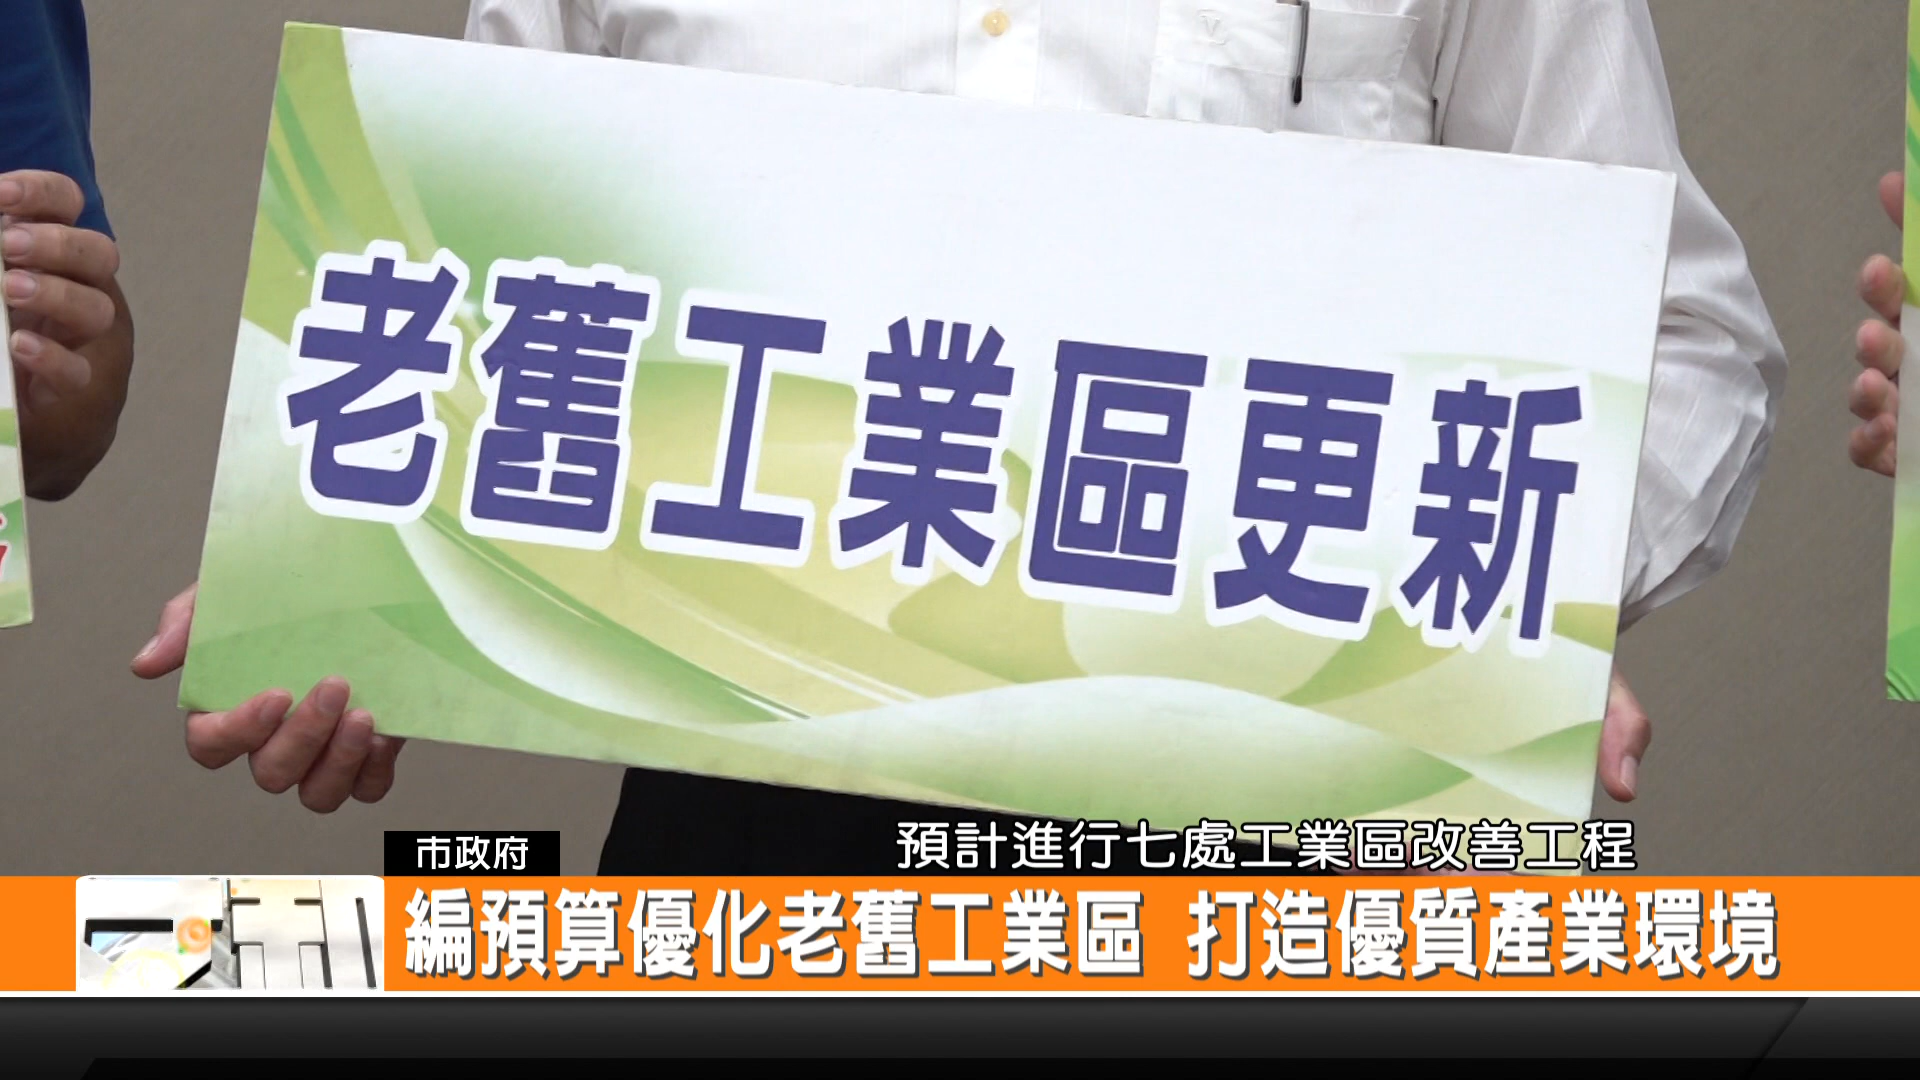 老舊工業區更新
預計進行七處工業區改善工程
市政府
編預算優化老舊工業區 打造優質產業環境